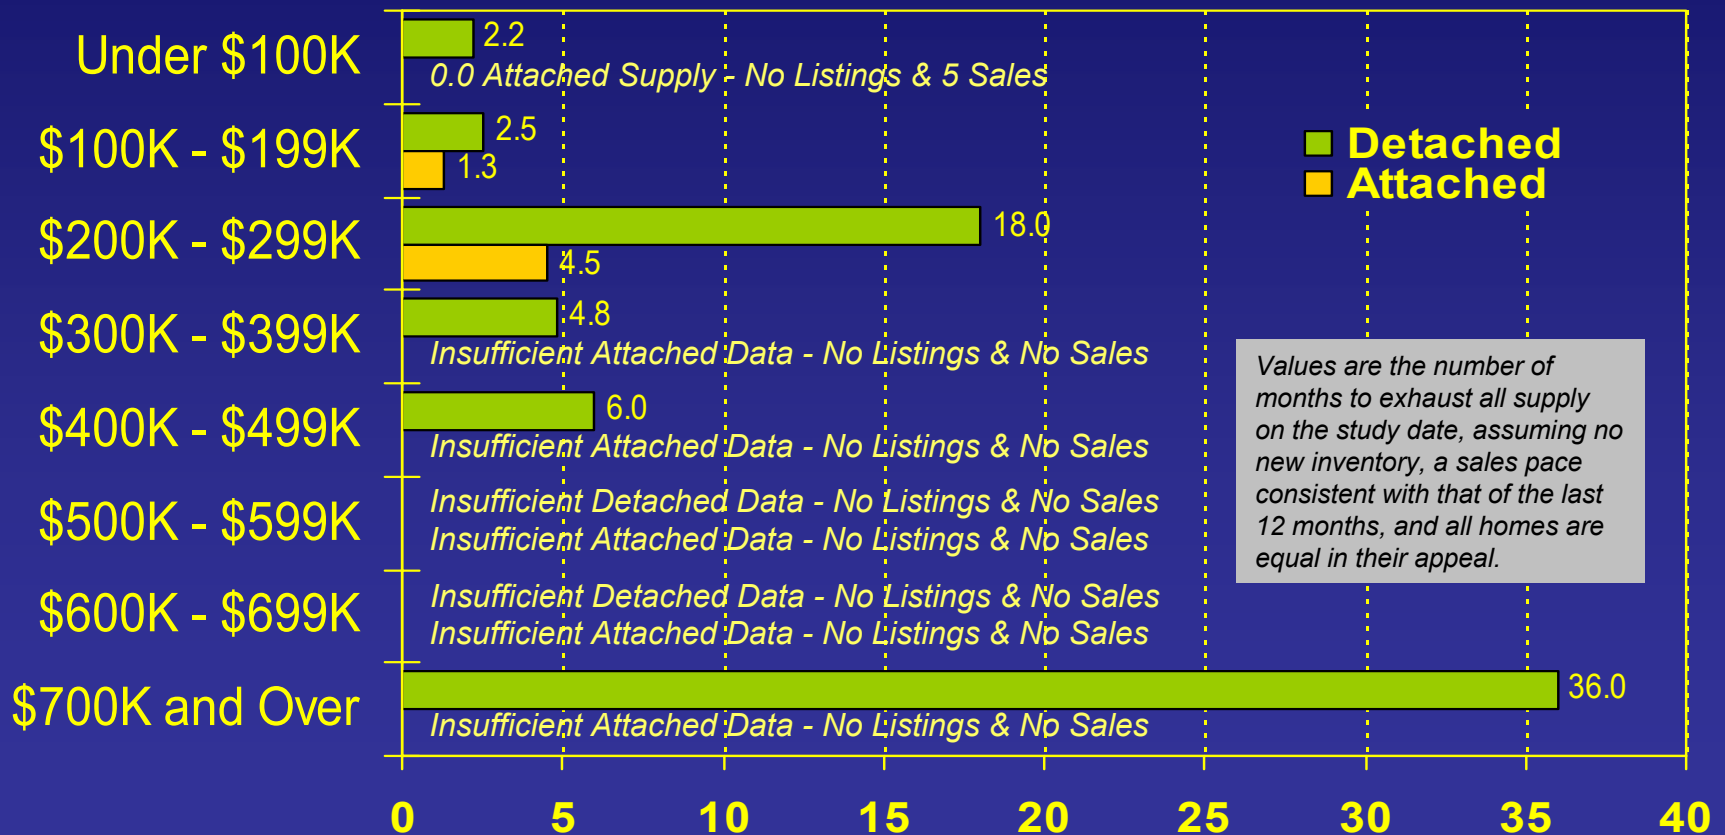 Under $100K
2.2
0.0 Attached Supply - No Listings & 5 Sales
$100K - $199K
2.5
1.3
Detached
Attached
$200K - $299K
18.0
4.5
$300K - $399K
4.8
Insufficient Attached Data - No Listings & No Sales
$400K - $499K
6.0
Insufficient Attached Data - No Listings & No Sales
$500K - $599K
Insufficient Detached Data - No Listings & No Sales
Insufficient Attached Data - No Listings & No Sales
$600K - $699K
Insufficient Detached Data - No Listings & No Sales
Insufficient Attached Data - No Listings & No Sales
$700K and Over
36.0
Insufficient Attached Data - No Listings & No Sales
Values are the number of
months to exhaust all supply
on the study date, assuming no
new inventory, a sales pace
consistent with that of the last
12 months, and all homes are
equal in their appeal.
0 5 10 15 20 25 30 35 40